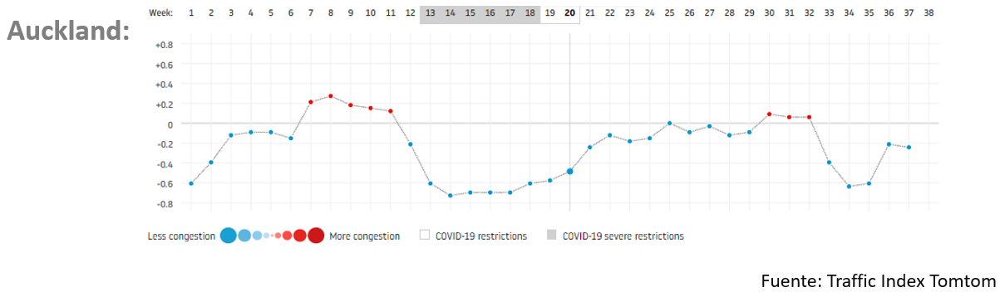 Week: 1 2 3 4 5 6 7 8 9 10 11 12 13 14 15 16 17 18 19 20 21 22 23 24 25 26 27 28 29 30 31 32 33 34 35 36 37 38
Auckland:
+0.8
+0.6
+0.4
+0.2
0
-0.2
-0.4
-0.6
-0.8
Less congestion More congestion COVID-19 restrictions COVID-19 severe restrictions
Fuente: Traffic Index Tomtom